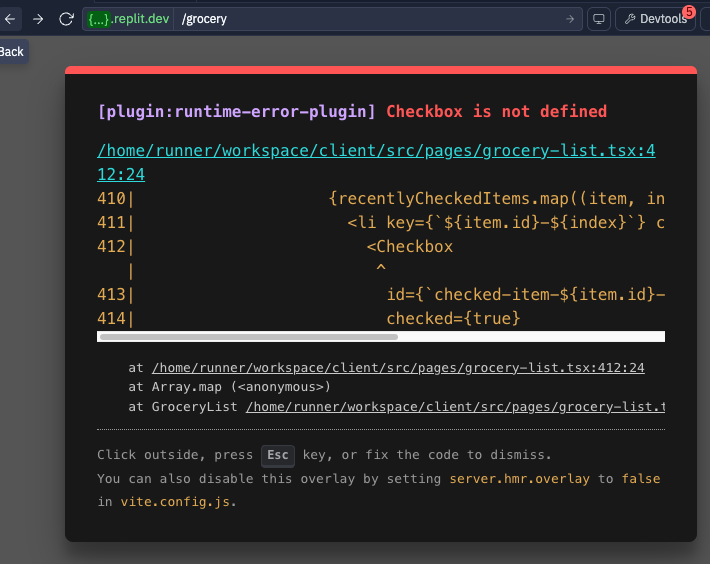 {...}.replit.dev /grocery Devtools 5
Back
[plugin:runtime-error-plugin] Checkbox is not defined
/home/runner/workspace/client/src/pages/grocery-list.tsx:4
12:24
410| {recentlyCheckedItems.map((item, in
411| <li key={`${item.id}-${index}`} c
412| <Checkbox
| ^
413| id={`checked-item-${item.id}-
414| checked={true}
at /home/runner/workspace/client/src/pages/grocery-list.tsx:412:24
at Array.map (<anonymous>)
at GroceryList /home/runner/workspace/client/src/pages/grocery-list.t
Click outside, press Esc key, or fix the code to dismiss.
You can also disable this overlay by setting server.hmr.overlay to false
in vite.config.js.